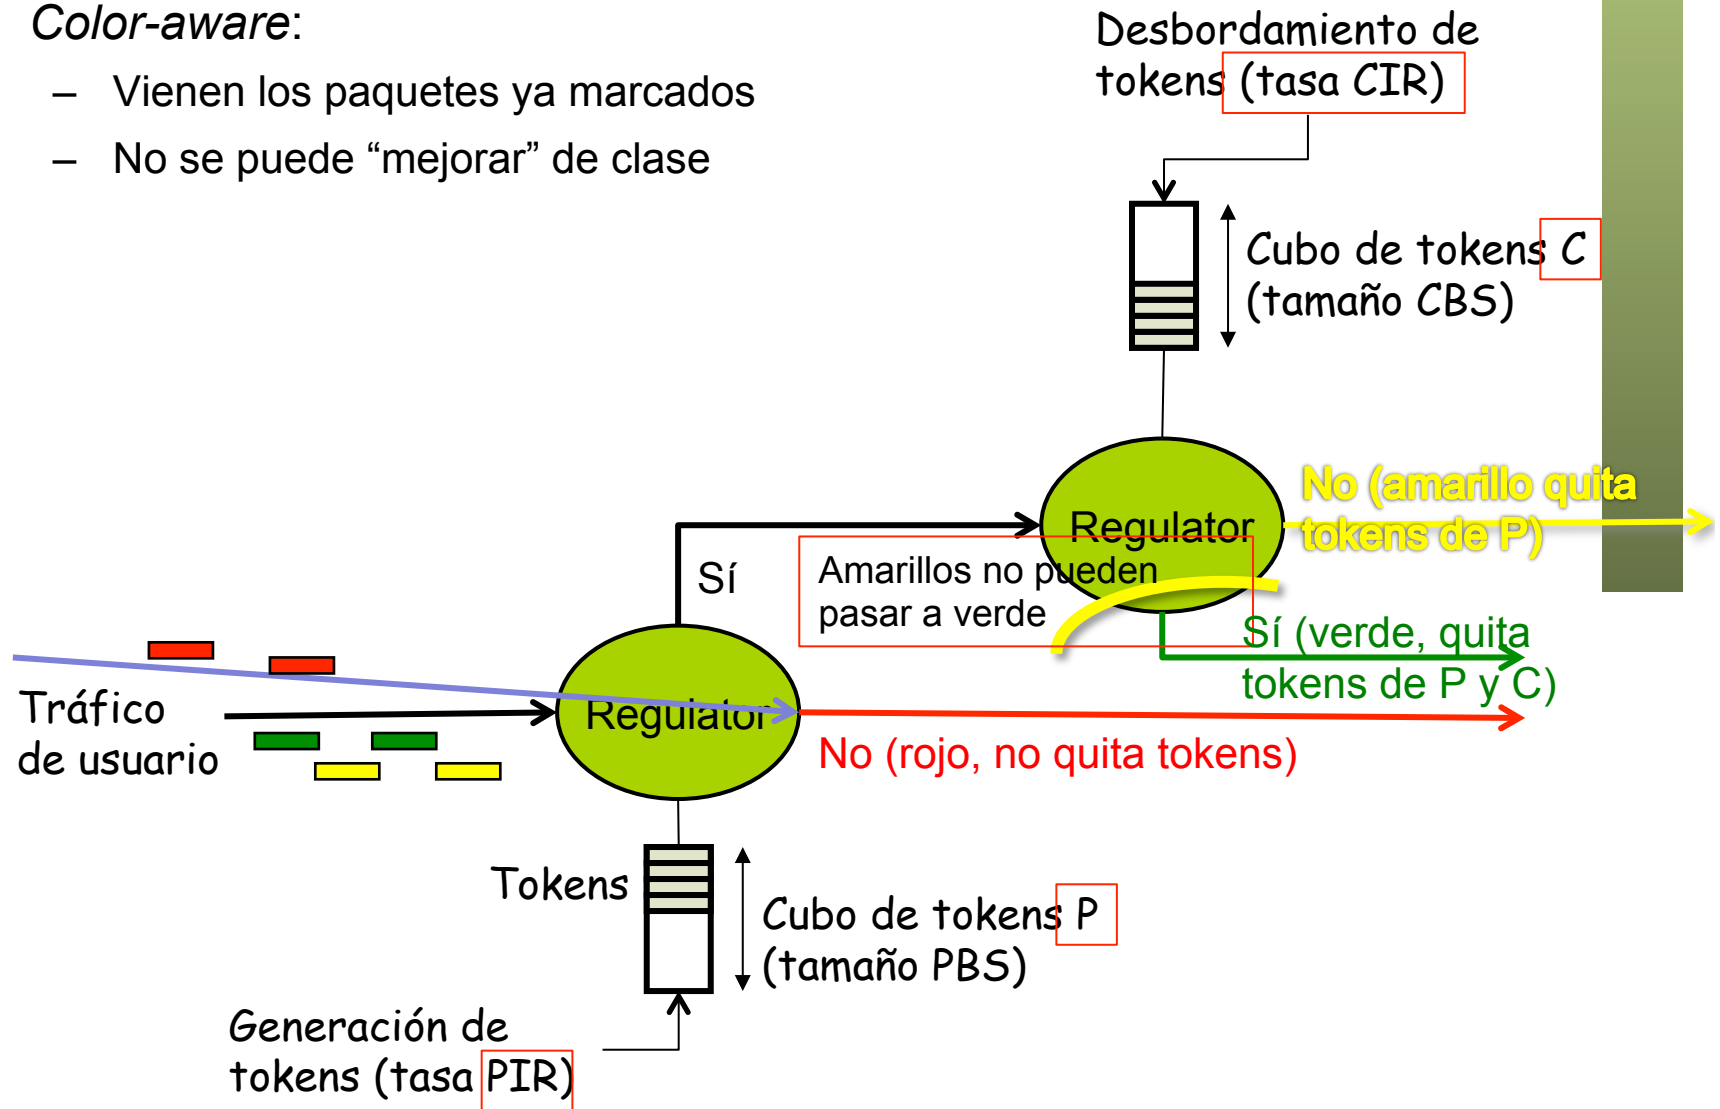 Color-aware:
– Vienen los paquetes ya marcados
– No se puede “mejorar” de clase
Desbordamiento de
tokens (tasa CIR)
Cubo de tokens C
(tamaño CBS)
No (amarillo quita
tokens de P)
Regulator
Sí
Amarillos no pueden
pasar a verde
Sí (verde, quita
tokens de P y C)
Tráfico
de usuario
Regulator
No (rojo, no quita tokens)
Tokens
Cubo de tokens P
(tamaño PBS)
Generación de
tokens (tasa PIR)